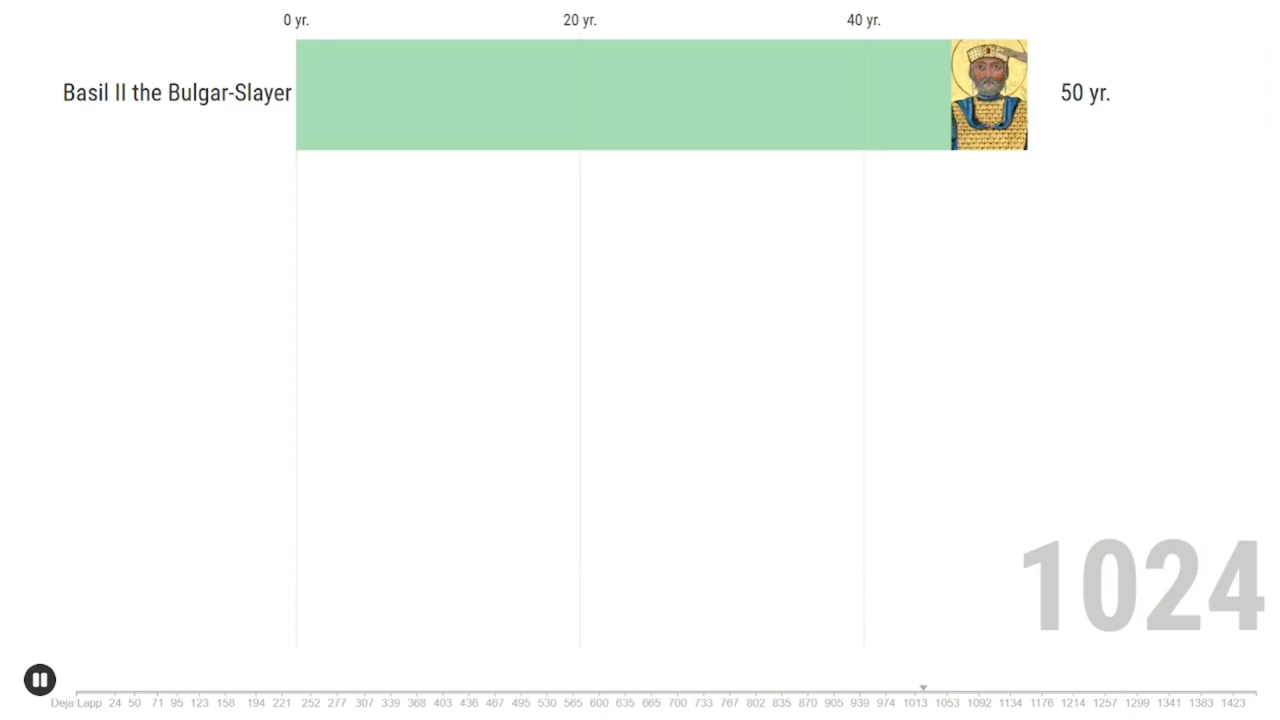 0 yr. 20 yr. 40 yr.
Basil II the Bulgar-Slayer 50 yr.
1024
Deja Lapp 24 50 71 95 123 158 194 221 252 277 307 339 368 403 436 467 495 530 565 600 635 665 700 733 767 802 835 870 905 939 974 1013 1053 1092 1134 1176 1214 1257 1299 1341 1383 1423